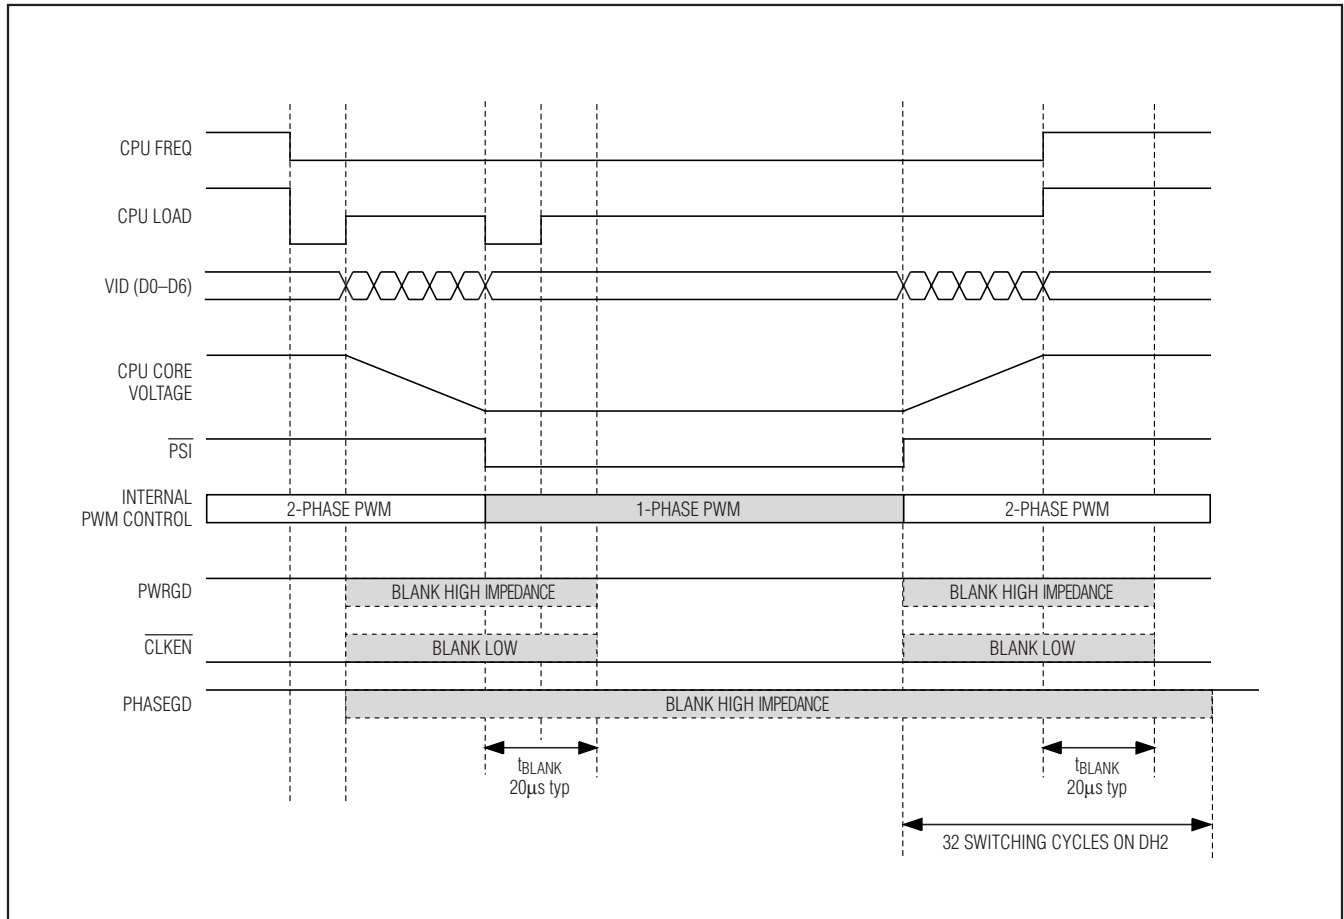 CPU FREQ
CPU LOAD
VID (D0–D6)
CPU CORE
VOLTAGE
PSI
INTERNAL
PWM CONTROL
2-PHASE PWM
1-PHASE PWM
2-PHASE PWM
PWRGD
BLANK HIGH IMPEDANCE
BLANK HIGH IMPEDANCE
CLKEN
BLANK LOW
BLANK LOW
PHASEGD
BLANK HIGH IMPEDANCE
tBLANK
20μs typ
tBLANK
20μs typ
32 SWITCHING CYCLES ON DH2